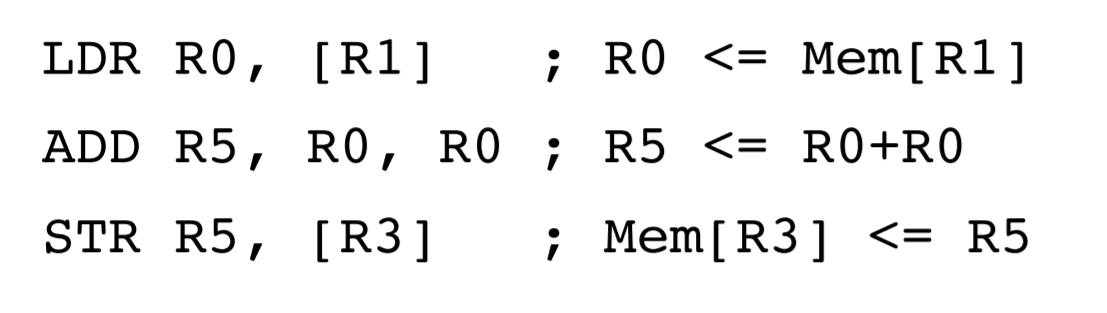 LDR R0, [R1]   ; R0 <= Mem[R1]
ADD R5, R0, R0 ; R5 <= R0+R0
STR R5, [R3]   ; Mem[R3] <= R5